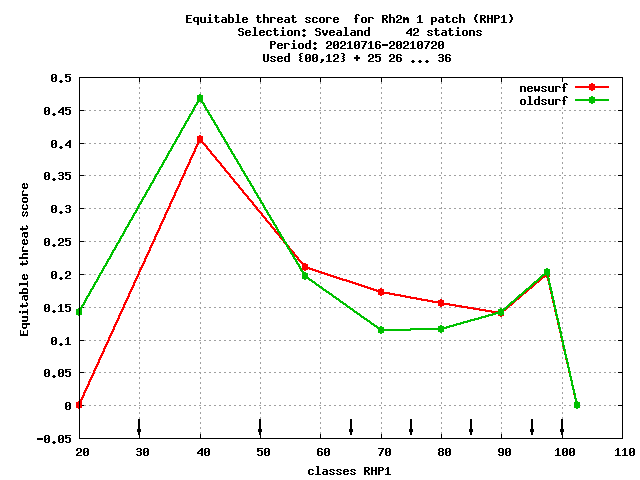 Equitable threat score  for Rh2m 1 patch (RHP1)
Selection: Svealand     42 stations
Period: 20210716-20210720
Used {00,12} + 25 26 ... 36
newsurf
oldsurf
Equitable threat score
0.5
0.45
0.4
0.35
0.3
0.25
0.2
0.15
0.1
0.05
0
-0.05
20 30 40 50 60 70 80 90 100 110
classes RHP1